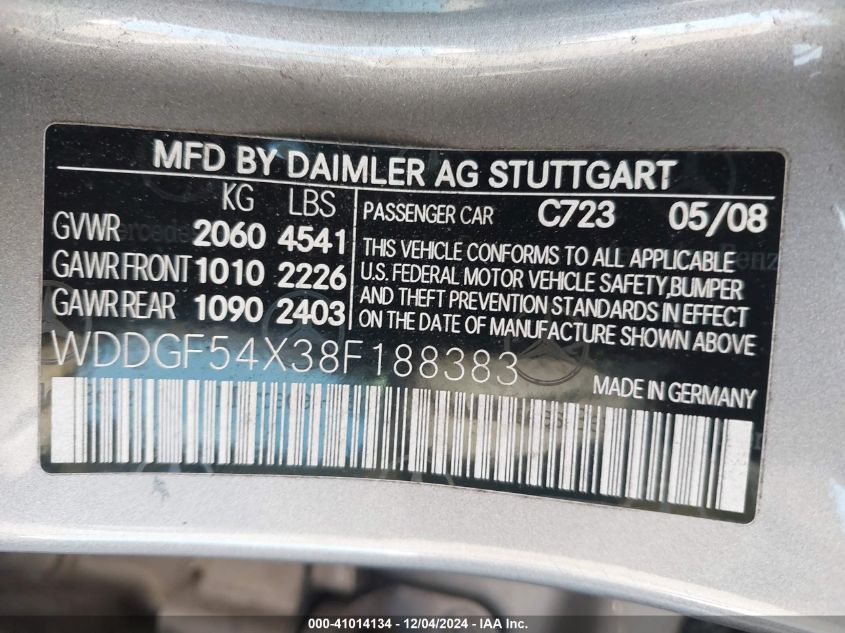 MFD BY DAIMLER AG STUTTGART
KG LBS
GVWR 2060 4541
GAWR FRONT 1010 2226
GAWR REAR 1090 2403
PASSENGER CAR C723 05/08
THIS VEHICLE CONFORMS TO ALL APPLICABLE
U.S. FEDERAL MOTOR VEHICLE SAFETY,BUMPER
AND THEFT PREVENTION STANDARDS IN EFFECT
ON THE DATE OF MANUFACTURE SHOWN ABOVE
WDDGF54X38F188383
MADE IN GERMANY
000-41014134 - 12/04/2024 - IAA Inc.